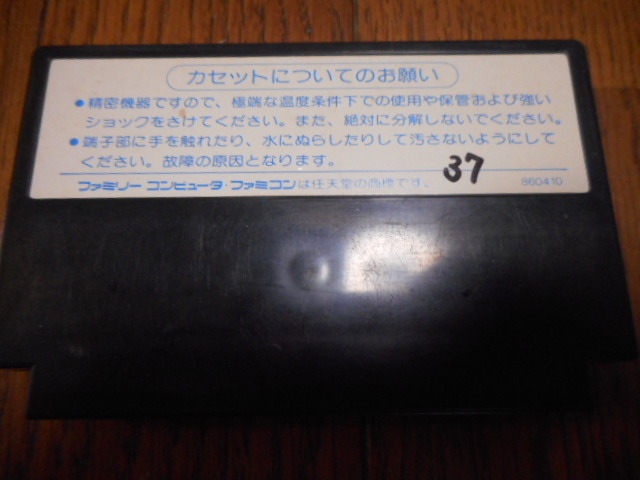 カセットについてのお願い
●精密機器ですので、極端な温度条件下での使用や保管および強い
ショックをさけてください。また、絶対に分解しないでください。
●端子部に手を触れたり、水にぬらしたりして汚さないようにして
ください。故障の原因となります。
ファミリー コンピュータ・ファミコンは任天堂の商標です。
37
860410